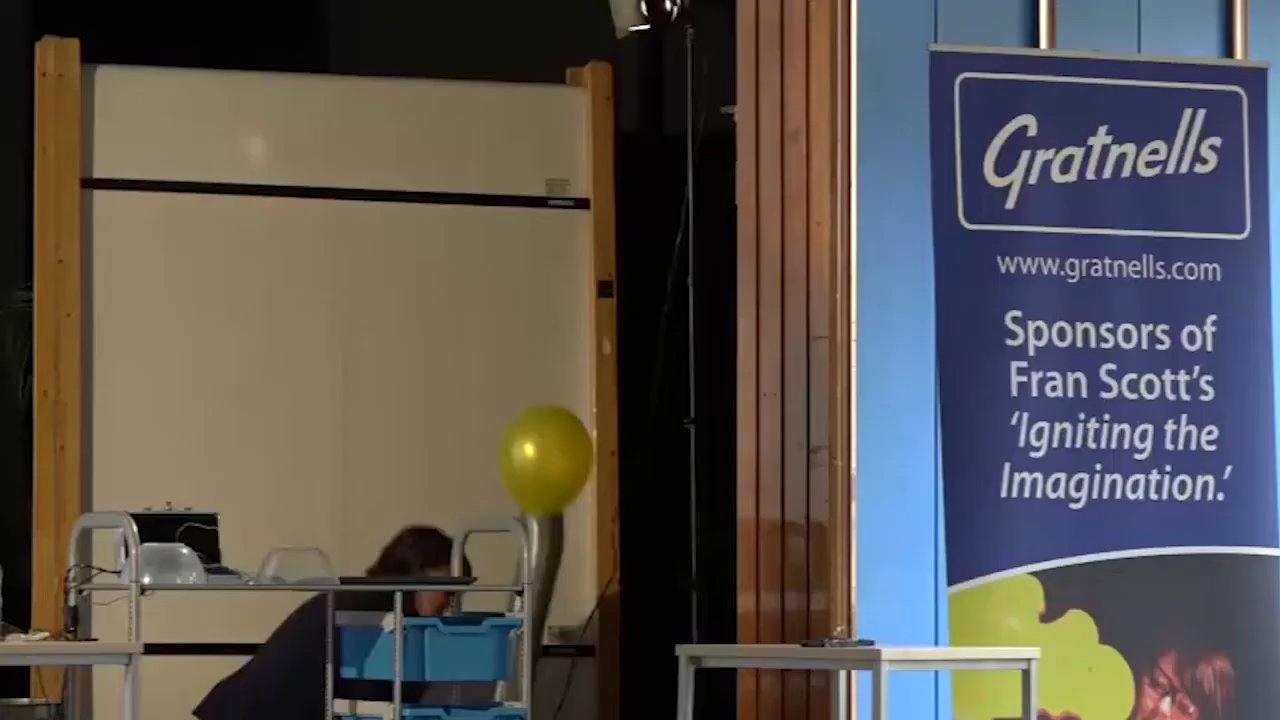 Gratnells
www.gratnells.com
Sponsors of
Fran Scott's
‘Igniting the
Imagination.’